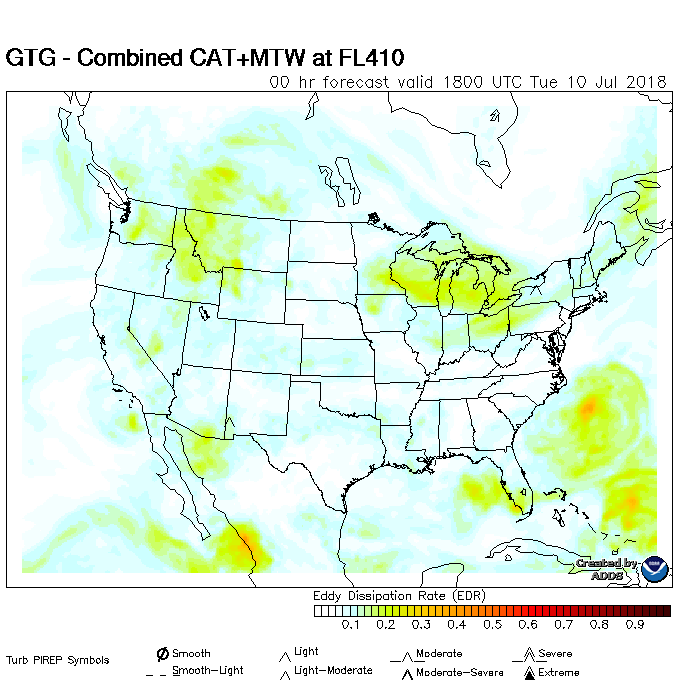 GTG - Combined CAT+MTW at FL410
00 hr forecast valid 1800 UTC Tue 10 Jul 2018
Created by
ADDS
Eddy Dissipation Rate (EDR)
0.1 0.2 0.3 0.4 0.5 0.6 0.7 0.8 0.9
Turb PIREP Symbols
Smooth Light Moderate Severe
Smooth-Light Light-Moderate Moderate-Severe Extreme